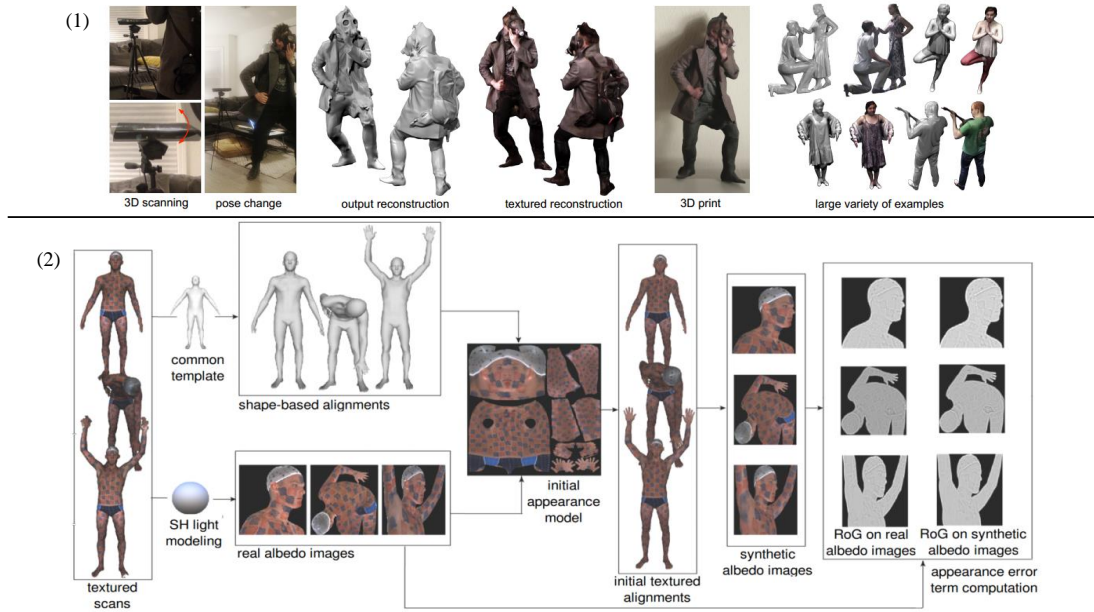 (1)
3D scanning
pose change
output reconstruction
textured reconstruction
3D print
large variety of examples
(2)
common
template
shape-based alignments
textured
scans
SH light
modeling
real albedo images
initial
appearance
model
initial textured
alignments
synthetic
albedo images
RoG on real
albedo images
RoG on synthetic
albedo images
appearance error
term computation